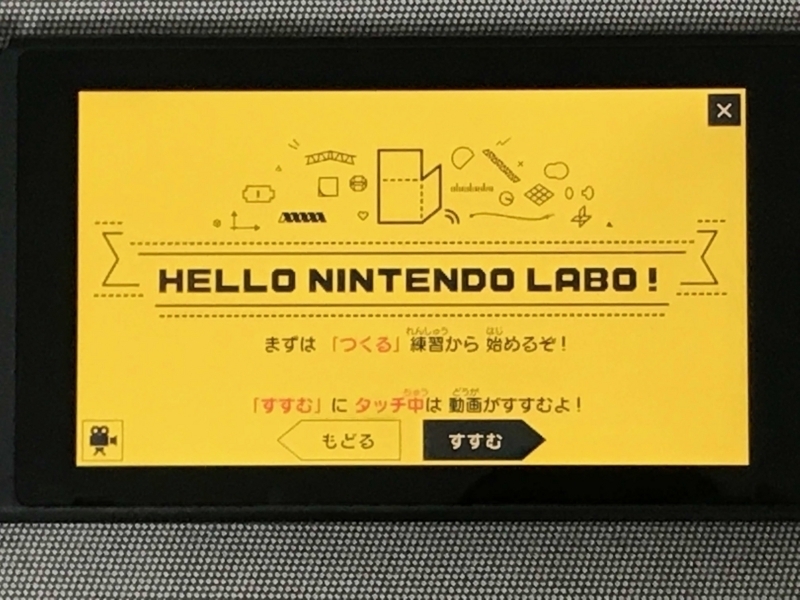 HELLO NINTENDO LABO !
まずは 「つくる」 練習から 始めるぞ!
「すすむ」に タッチ中は 動画がすすむよ!
もどる
すすむ